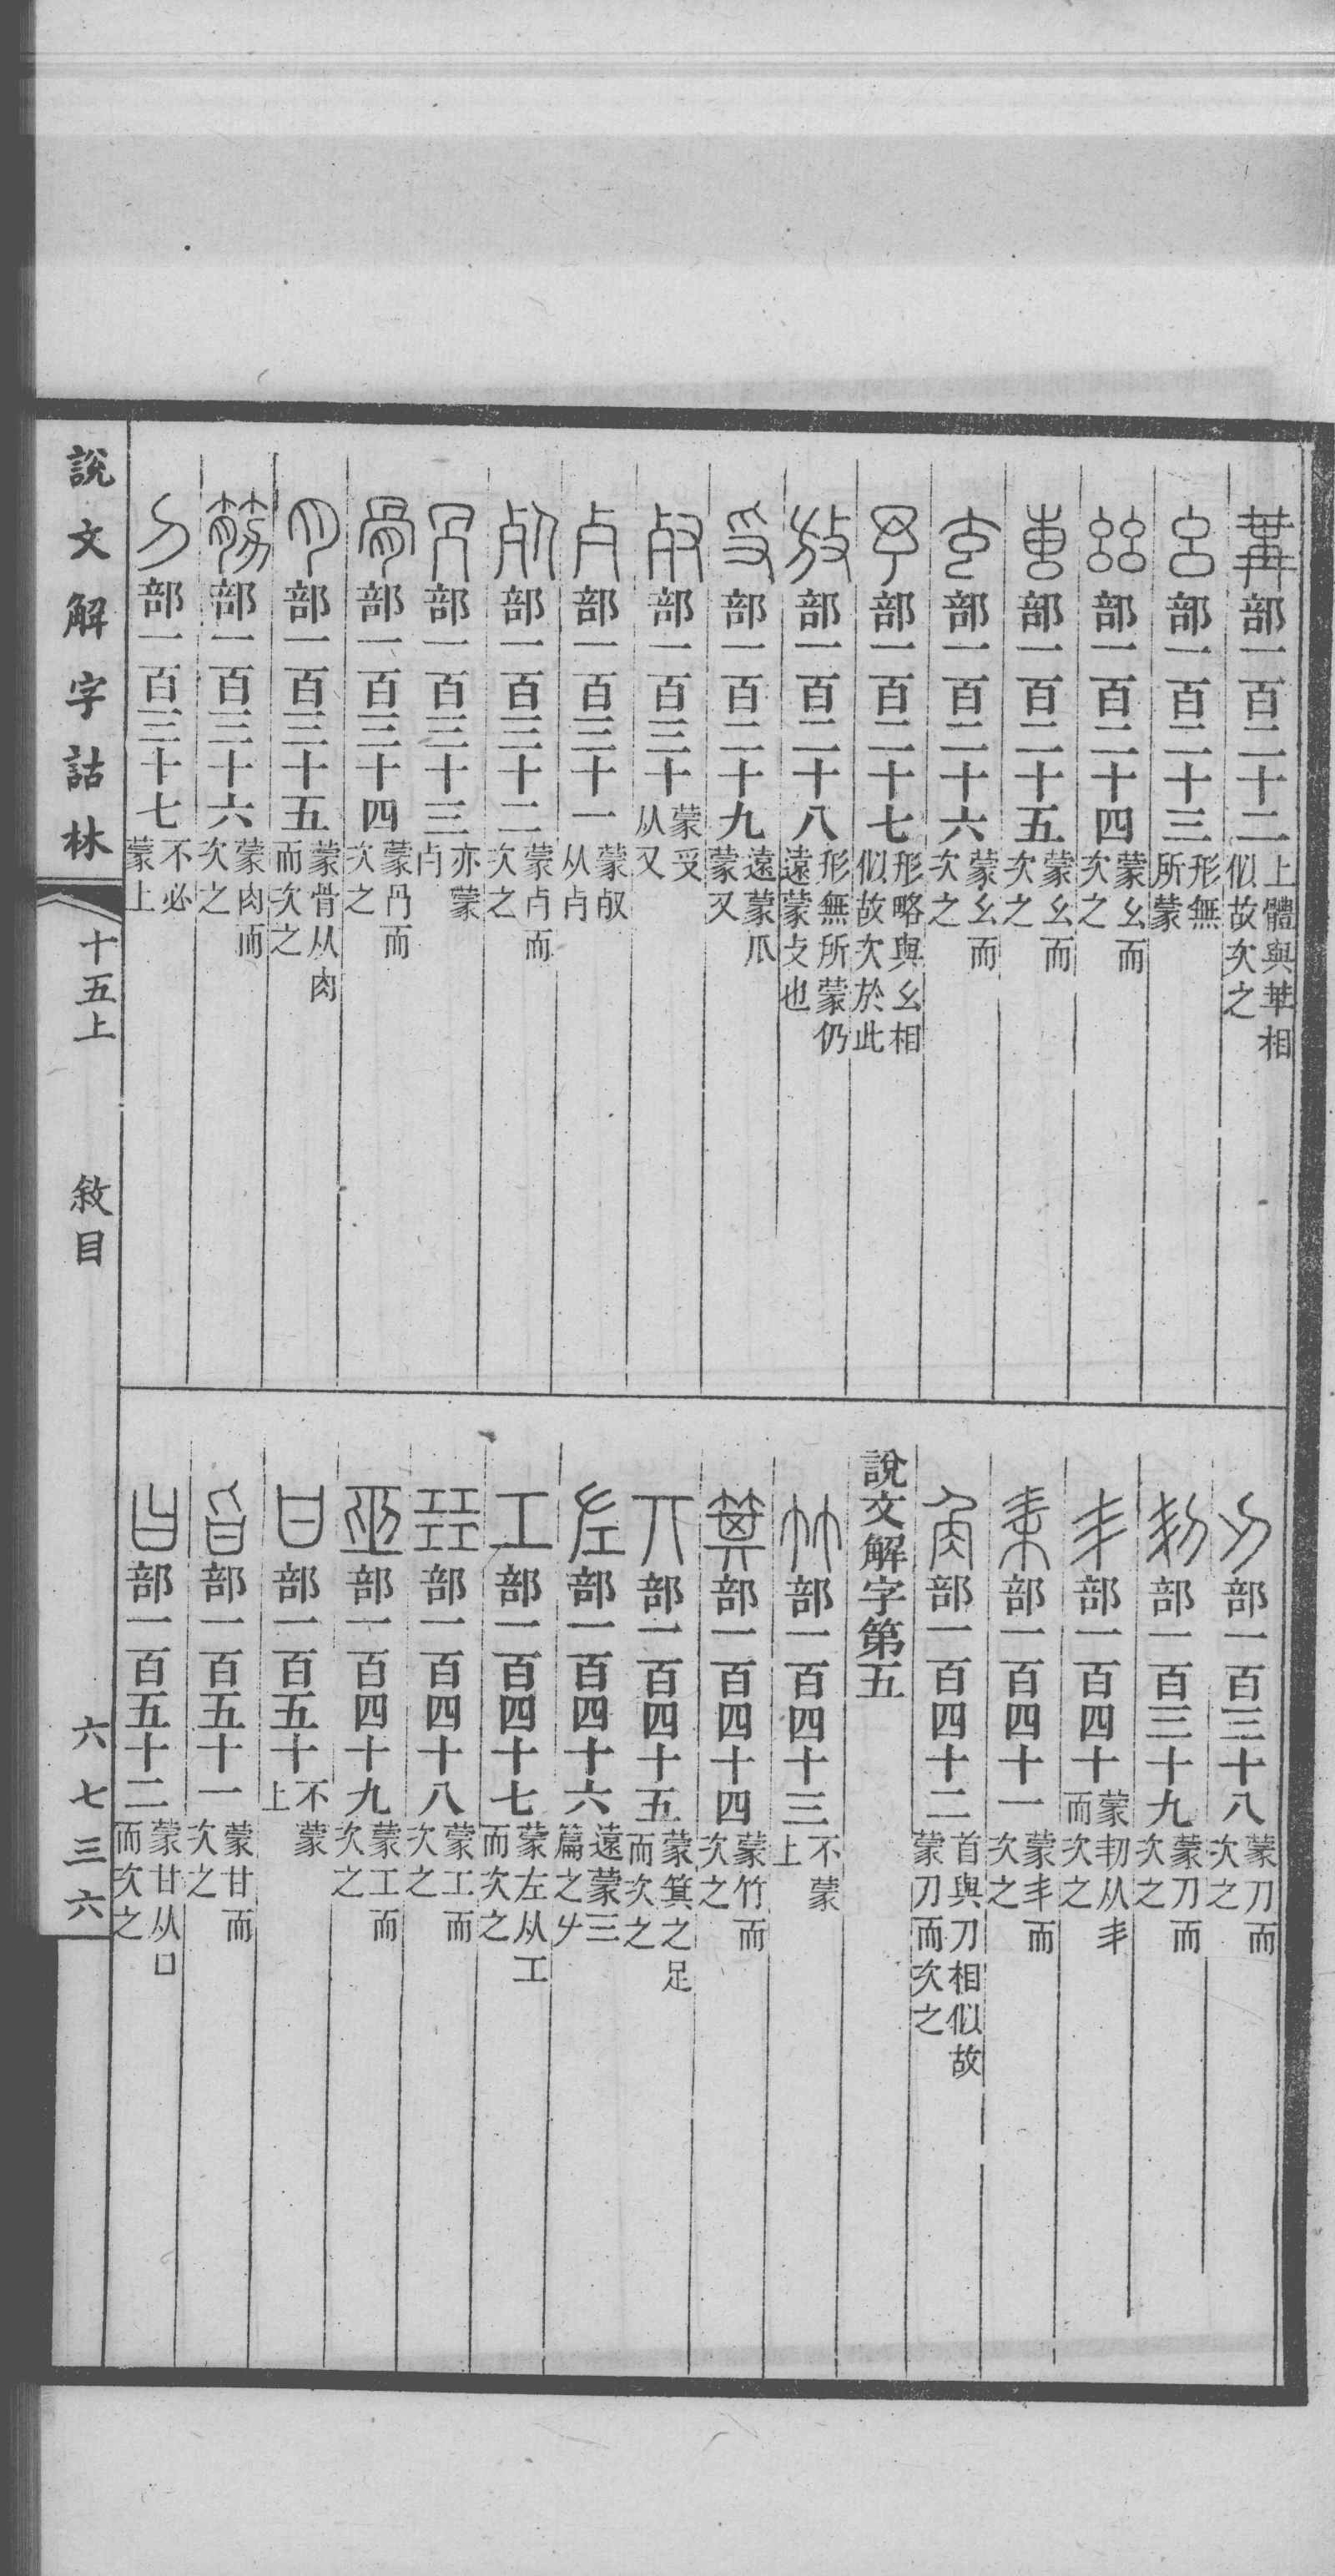 冓部一百二十二上體與𠦒相似故次之
幺部一百二十三形無所蒙
𢆶部一百二十四蒙幺而次之
叀部一百二十五蒙幺而次之
玄部一百二十六蒙幺而次之
予部一百二十七形略與幺相似故次於此
放部一百二十八形無所蒙仍遠蒙攴也
𠬪部一百二十九遠蒙爪蒙又
𣦻部一百三十蒙𠬪从又
歺部一百三十一蒙𣦻从歺
𣦸部一百三十二蒙歺而次之
冎部一百三十三亦蒙歺
骨部一百三十四蒙冎而次之
肉部一百三十五蒙骨从肉而次之
筋部一百三十六蒙肉而次之
刀部一百三十七不必蒙上
刃部一百三十八蒙刀而次之
㓞部一百三十九蒙刀而次之
丯部一百四十蒙㓞从丯而次之
耒部一百四十一蒙丯而次之
角部一百四十二首與刀相似故蒙刀而次之
說文解字第五
竹部一百四十三不蒙上
箕部一百四十四蒙竹而次之
丌部一百四十五蒙箕之足而次之
左部一百四十六遠蒙三篇之𠂇
工部一百四十七蒙左从工而次之
㠭部一百四十八蒙工而次之
巫部一百四十九蒙工而次之
甘部一百五十不蒙上
旨部一百五十一蒙甘而次之
曰部一百五十二蒙甘从口而次之
說文解字詁林
十五上
敘目
六七三六